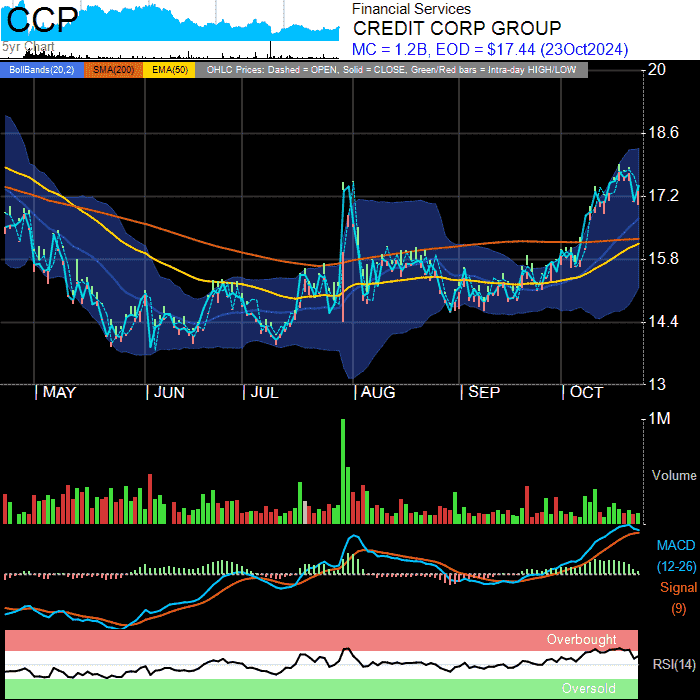 CCP
5yr Chart
Financial Services
CREDIT CORP GROUP
MC = 1.2B, EOD = $17.44 (23Oct2024)
BollBands(20,2) SMA(200) EMA(50) OHLC Prices: Dashed = OPEN, Solid = CLOSE, Green/Red bars = Intra-day HIGH/LOW
20
18.6
17.2
15.8
14.4
13
| MAY | JUN | JUL | AUG | SEP | OCT
1M
Volume
MACD
(12-26)
Signal
(9)
Overbought
RSI(14)
Oversold